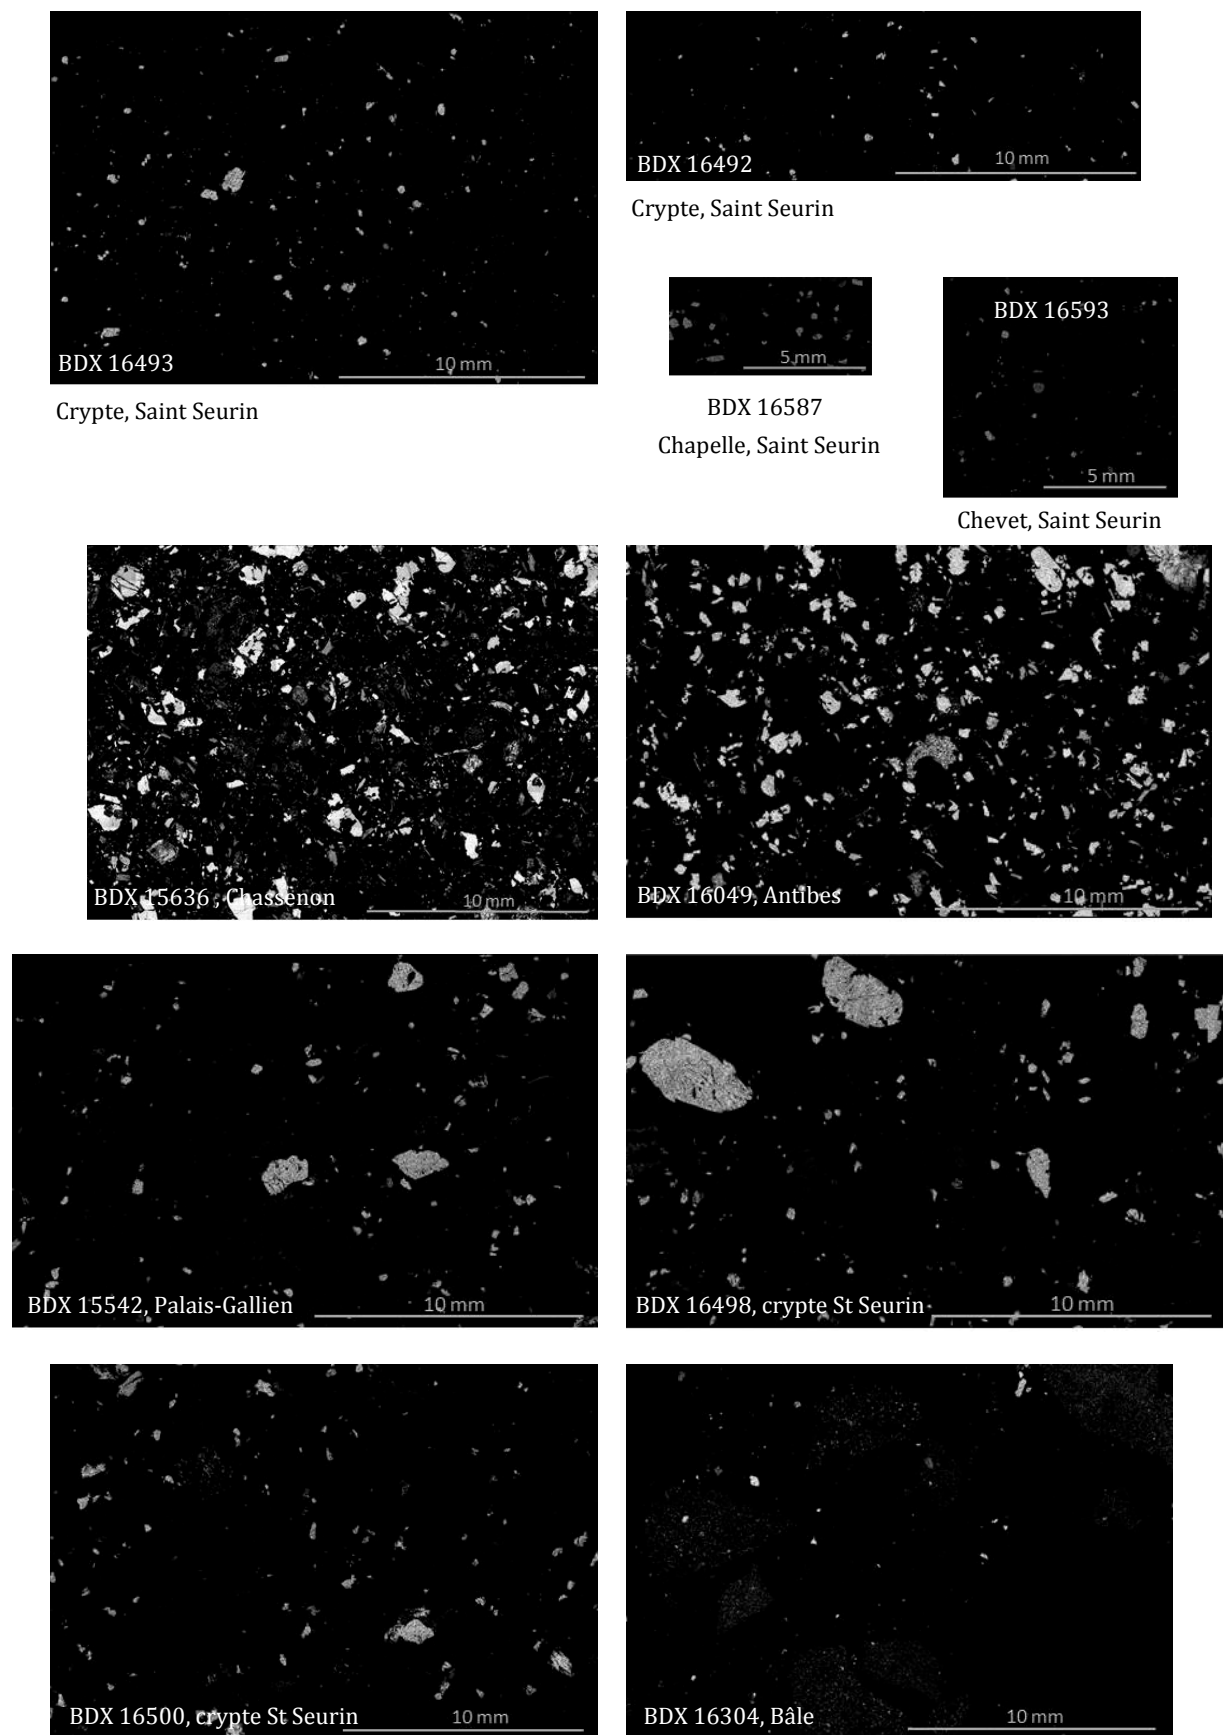 BDX 16493
10 mm
Crypte, Saint Seurin
BDX 16492
10 mm
Crypte, Saint Seurin
5 mm
BDX 16587
Chapelle, Saint Seurin
BDX 16593
5 mm
Chevet, Saint Seurin
BDX 15636 , Chassenon
10 mm
BDX 16049, Antibes
10 mm
BDX 15542, Palais-Gallien
10 mm
BDX 16498, crypte St Seurin
10 mm
BDX 16500, crypte St Seurin
10 mm
BDX 16304, Bâle
10 mm